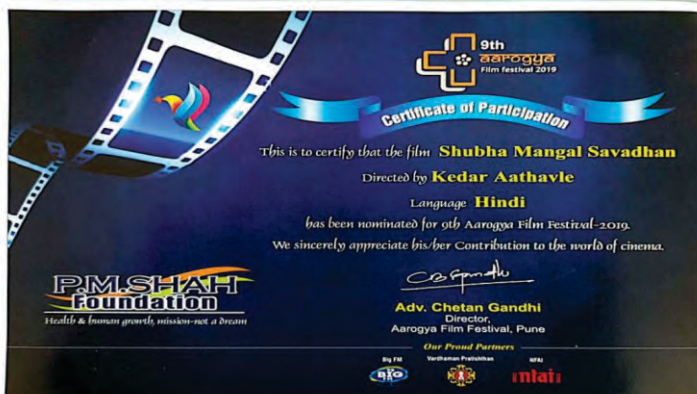 9th
aarogya
Film festival 2019
Certificate of Participation
This is to certify that the film Shubha Mangal Savadhan
Directed by Kedar Aathavle
Language Hindi
has been nominated for 9th Aarogya Film Festival-2019.
We sincerely appreciate his/her Contribution to the world of cinema.
P.M.SHAH
Foundation
Health & human growth, mission-not a dream
Adv. Chetan Gandhi
Director,
Aarogya Film Festival, Pune
Our Proud Partners
Big FM
Vardhaman Pratishthan
NFAI
BIG
nfai